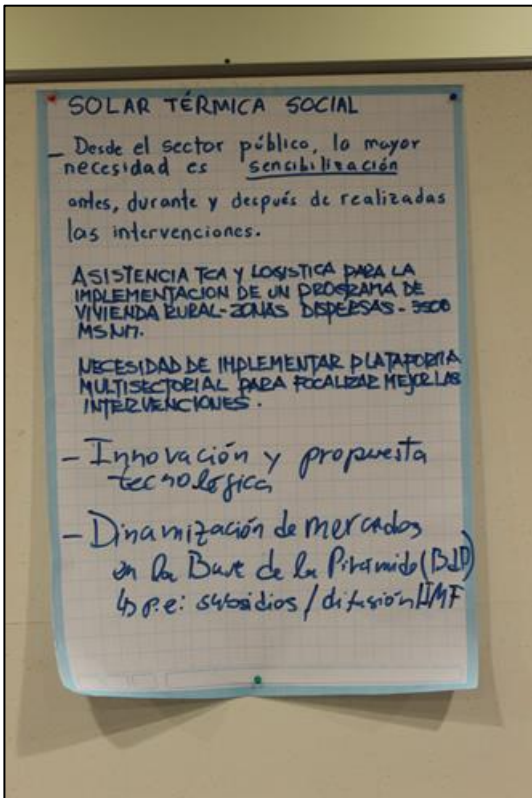 SOLAR TÉRMICA SOCIAL
- Desde el sector público, la mayor
necesidad es sencibilización
antes, durante y después de realizadas
las intervenciones.
ASISTENCIA TCA Y LOGISTICA PARA LA
IMPLEMENTACION DE UN PROGRAMA DE
VIVIENDA RURAL - ZONAS DISPERSAS - 3500
MSNM.
NECESIDAD DE IMPLEMENTAR PLATAFORMA
MULTISECTORIAL PARA FOCALIZAR MEJOR LAS
INTERVENCIONES.
- Innovación y propuesta
tecnológica
- Dinamización de mercados
en la Base de la Pirámide (BdP)
↳ p.e: subsidios / difusión IMF